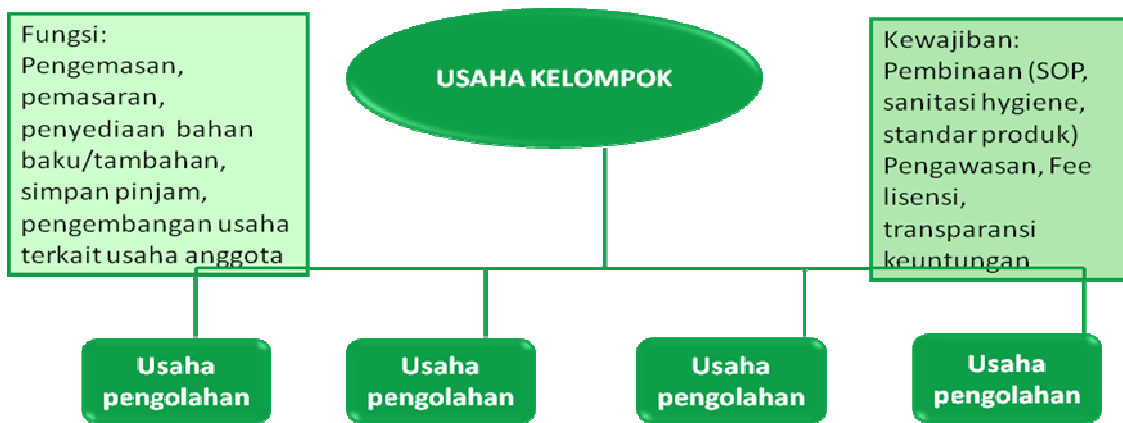 Fungsi:
Pengemasan,
pemasaran,
penyediaan bahan
baku/tambahan,
simpan pinjam,
pengembangan usaha
terkait usaha anggota
USAHA KELOMPOK
Kewajiban:
Pembinaan (SOP,
sanitasi hygiene,
standar produk)
Pengawasan, Fee
lisensi,
transparansi
keuntungan
Usaha
pengolahan
Usaha
pengolahan
Usaha
pengolahan
Usaha
pengolahan